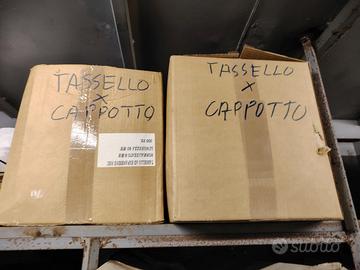 TASSELLO
X
CAPPOTTO
TASSELLO
X
CAPPOTTO
subito